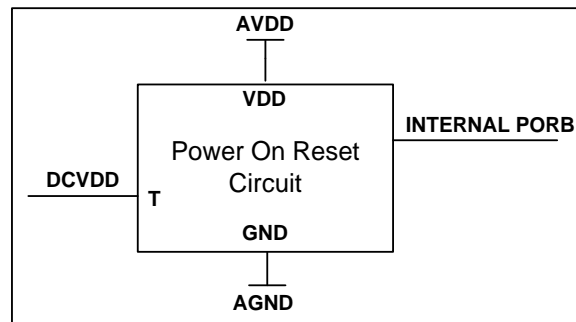 AVDD
VDD
INTERNAL PORB
Power On Reset
Circuit
DCVDD
T
GND
AGND